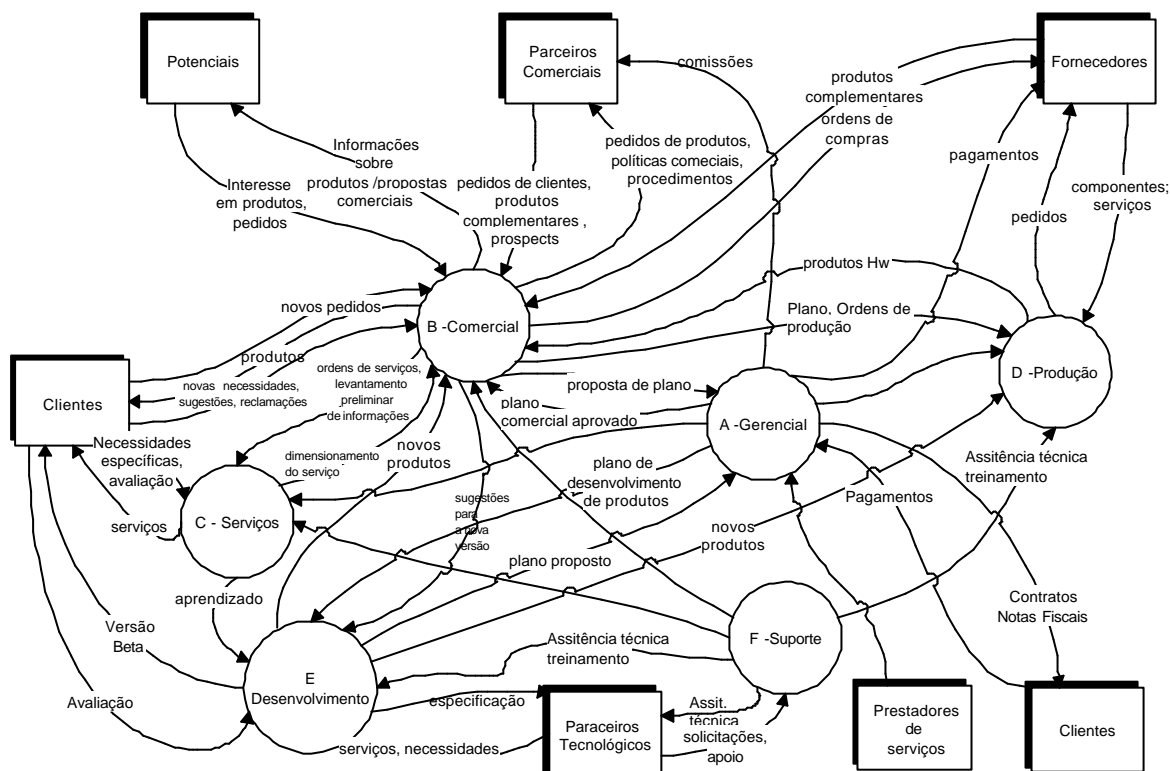 Potenciais
Parceiros
Comerciais
comissões
Fornecedores
produtos
complementares
ordens de
compras
Informações
sobre
produtos /propostas
comerciais
pedidos de produtos,
políticas comeciais,
procedimentos
pagamentos
Interesse
em produtos,
pedidos
pedidos de clientes,
produtos
complementares ,
prospects
componentes;
serviços
pedidos
produtos Hw
novos pedidos
B -Comercial
Plano, Ordens de
produção
produtos
D -Produção
Clientes
novas necessidades,
sugestões, reclamações
ordens de serviços,
levantamento
preliminar
de informações
proposta de plano
plano
comercial aprovado
A -Gerencial
Necessidades
específicas,
avaliação
dimensionamento
do serviço
novos
produtos
plano de
desenvolvimento
de produtos
Assitência técnica
treinamento
Pagamentos
sugestões
para
a nova
versão
C - Serviços
serviços
novos
produtos
plano proposto
aprendizado
Contratos
Notas Fiscais
Versão
Beta
F -Suporte
Assitência técnica
treinamento
E
Desenvolvimento
Avaliação
especificação
Assit.
técnica
solicitações,
apoio
Paraceiros
Tecnológicos
serviços, necessidades
Prestadores
de
serviços
Clientes